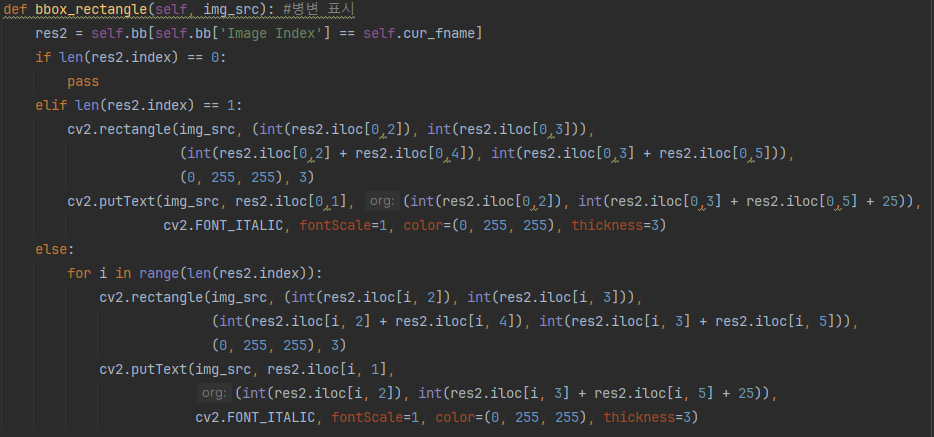 def bbox_rectangle(self, img_src): #병변 표시
    res2 = self.bb[self.bb['Image Index'] == self.cur_fname]
    if len(res2.index) == 0:
        pass
    elif len(res2.index) == 1:
        cv2.rectangle(img_src, (int(res2.iloc[0,2]), int(res2.iloc[0,3])),
                      (int(res2.iloc[0,2] + res2.iloc[0,4]), int(res2.iloc[0,3] + res2.iloc[0,5])),
                      (0, 255, 255), 3)
        cv2.putText(img_src, res2.iloc[0,1], org: (int(res2.iloc[0,2]), int(res2.iloc[0,3] + res2.iloc[0,5] + 25)),
                    cv2.FONT_ITALIC, fontScale=1, color=(0, 255, 255), thickness=3)
    else:
        for i in range(len(res2.index)):
            cv2.rectangle(img_src, (int(res2.iloc[i, 2]), int(res2.iloc[i, 3])),
                          (int(res2.iloc[i, 2] + res2.iloc[i, 4]), int(res2.iloc[i, 3] + res2.iloc[i, 5])),
                          (0, 255, 255), 3)
            cv2.putText(img_src, res2.iloc[i, 1],
                        org: (int(res2.iloc[i, 2]), int(res2.iloc[i, 3] + res2.iloc[i, 5] + 25)),
                        cv2.FONT_ITALIC, fontScale=1, color=(0, 255, 255), thickness=3)